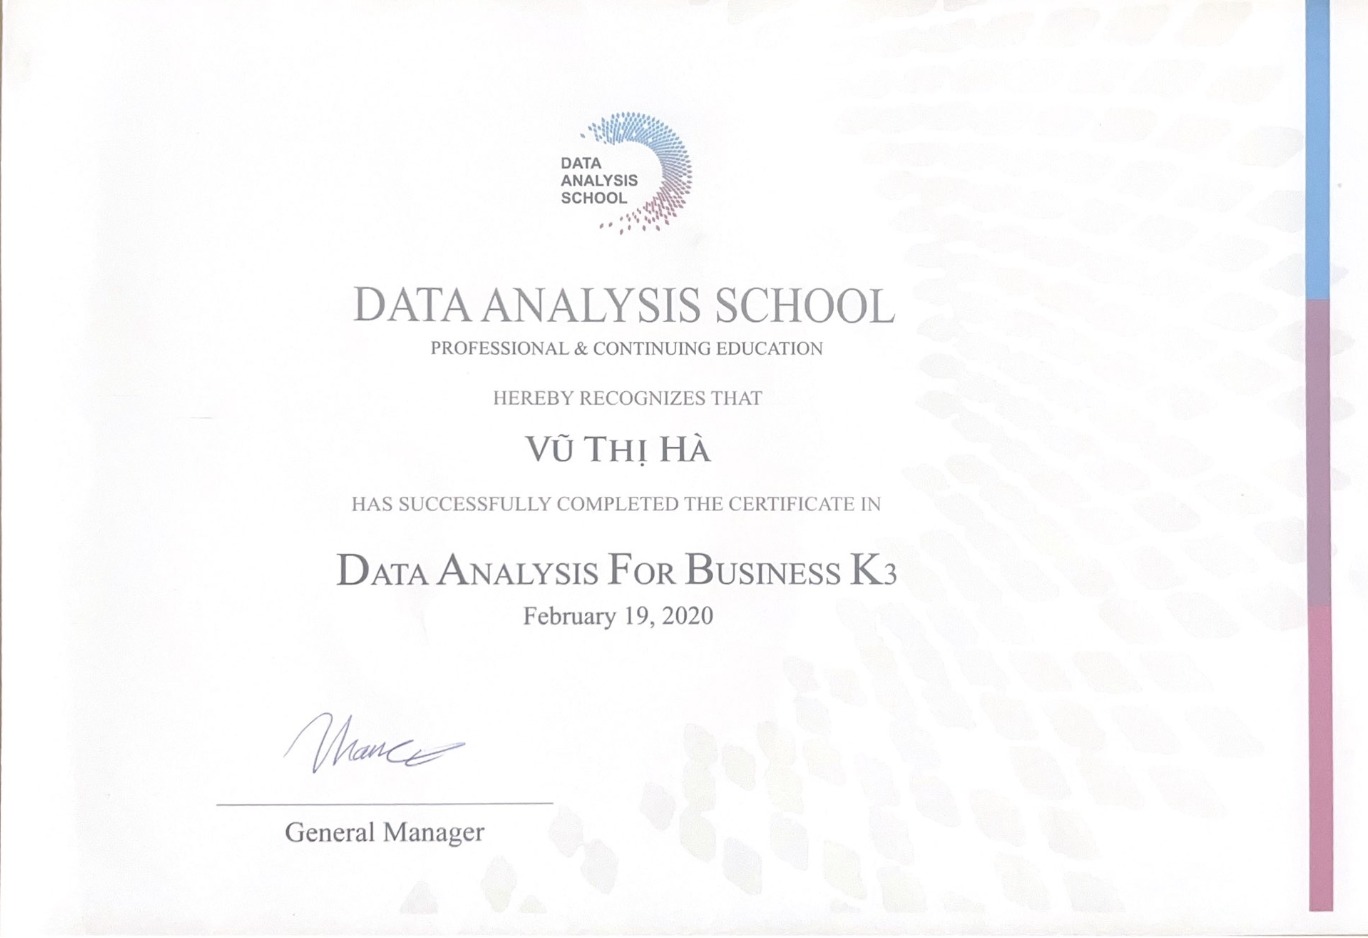 DATA
ANALYSIS
SCHOOL
DATA ANALYSIS SCHOOL
PROFESSIONAL & CONTINUING EDUCATION
HEREBY RECOGNIZES THAT
VŨ THỊ HÀ
HAS SUCCESSFULLY COMPLETED THE CERTIFICATE IN
DATA ANALYSIS FOR BUSINESS K3
February 19, 2020
General Manager